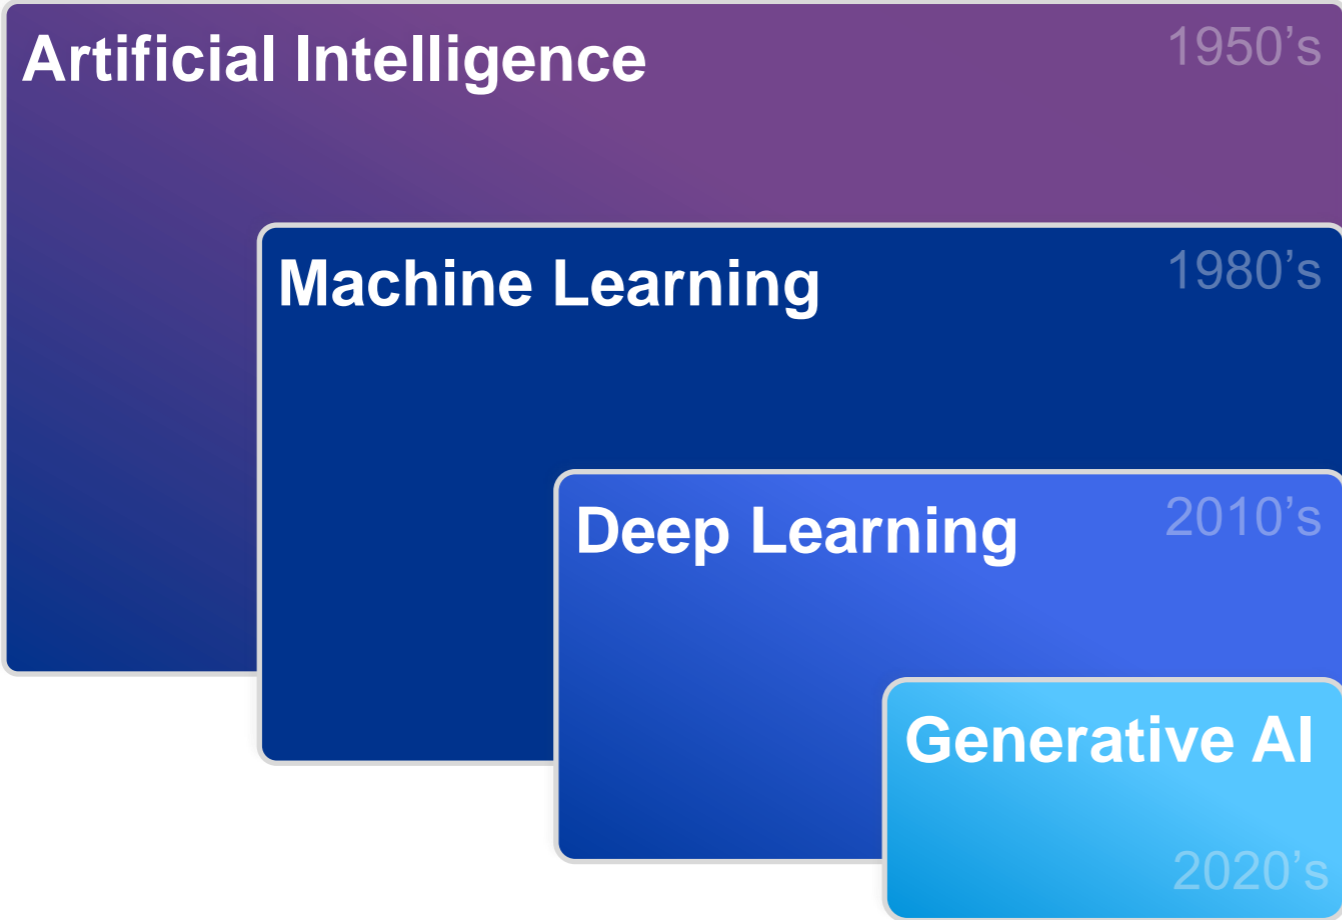 Artificial Intelligence
1950’s
Machine Learning
1980’s
Deep Learning
2010’s
Generative AI
2020’s